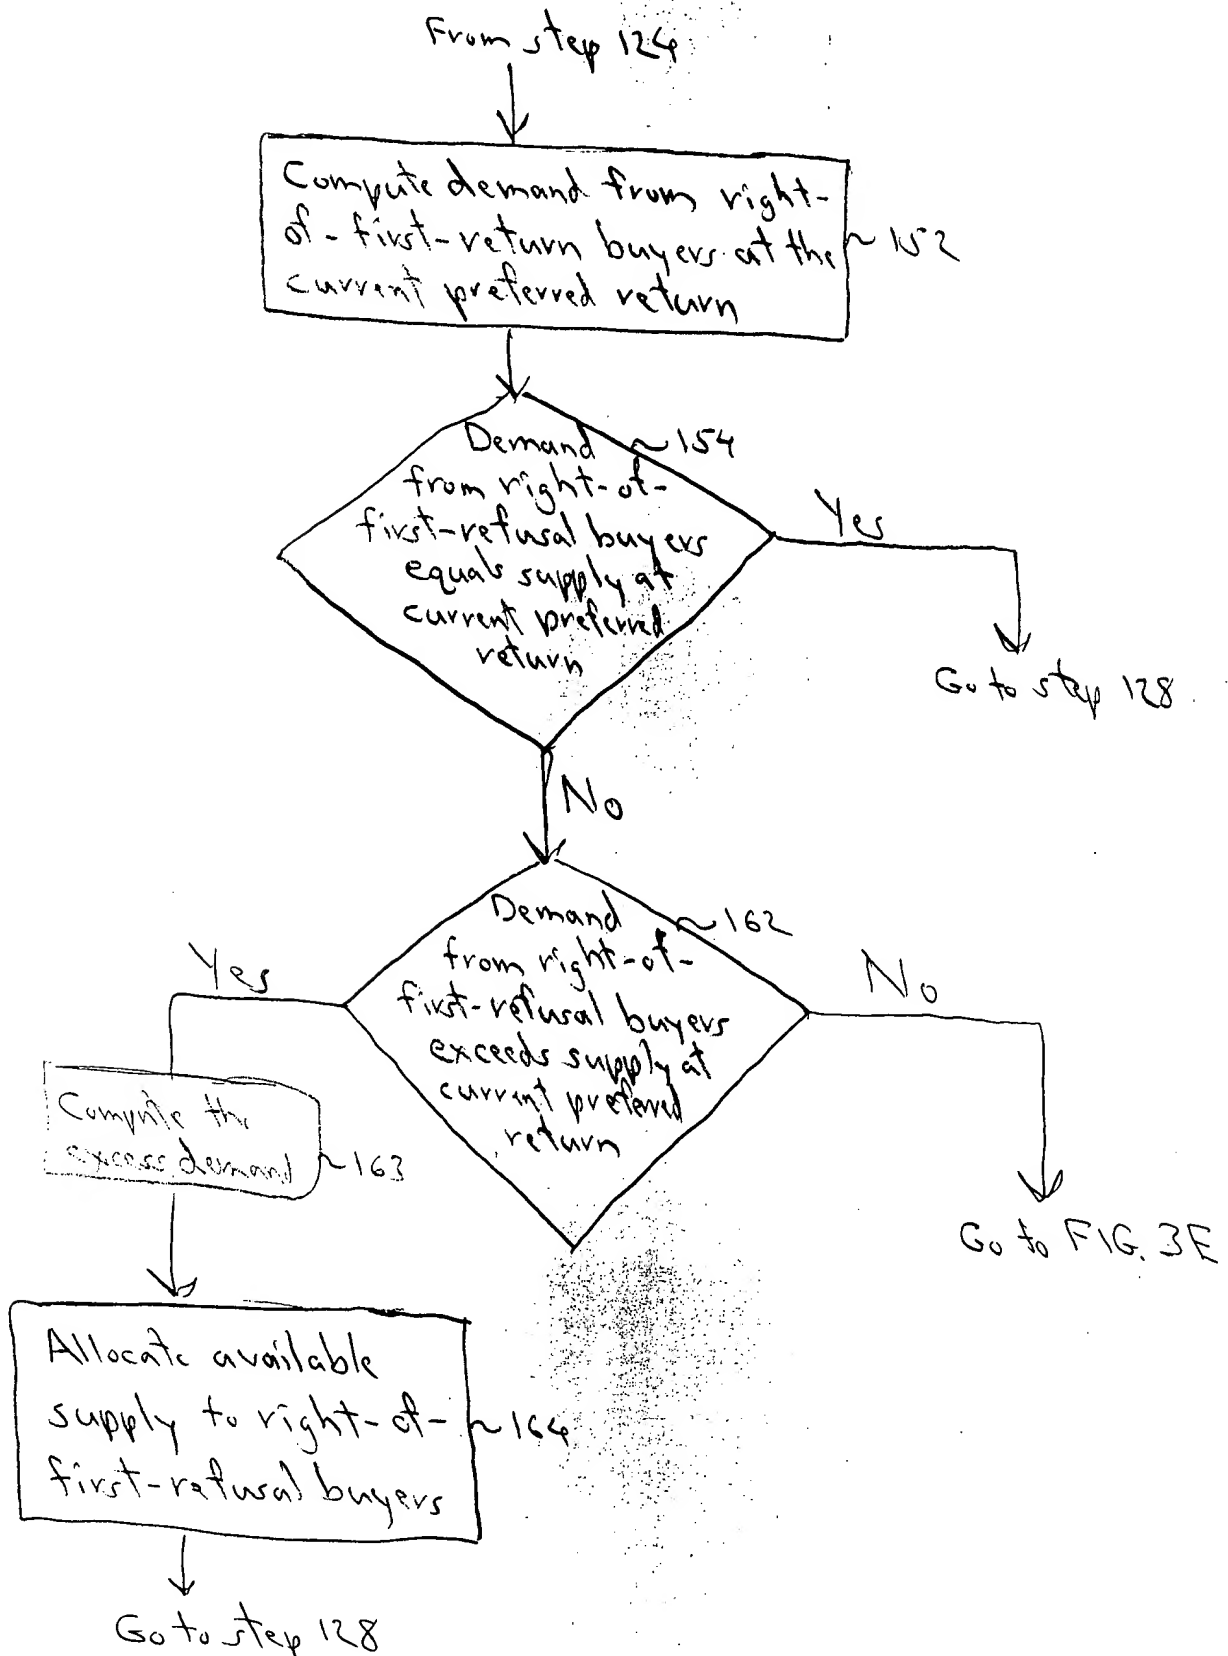 From step 124
Compute demand from right-
of-first-return buyers at the
current preferred return
~152
Demand
from right-of-
first-refusal buyers
equals supply at
current preferred
return
~154
Yes
Go to step 128
No
Demand
from right-of-
first-refusal buyers
exceeds supply at
current preferred
return
~162
Yes
No
Compute the
excess demand
~163
Go to FIG. 3E
Allocate available
supply to right-of-
first-refusal buyers
~164
Go to step 128